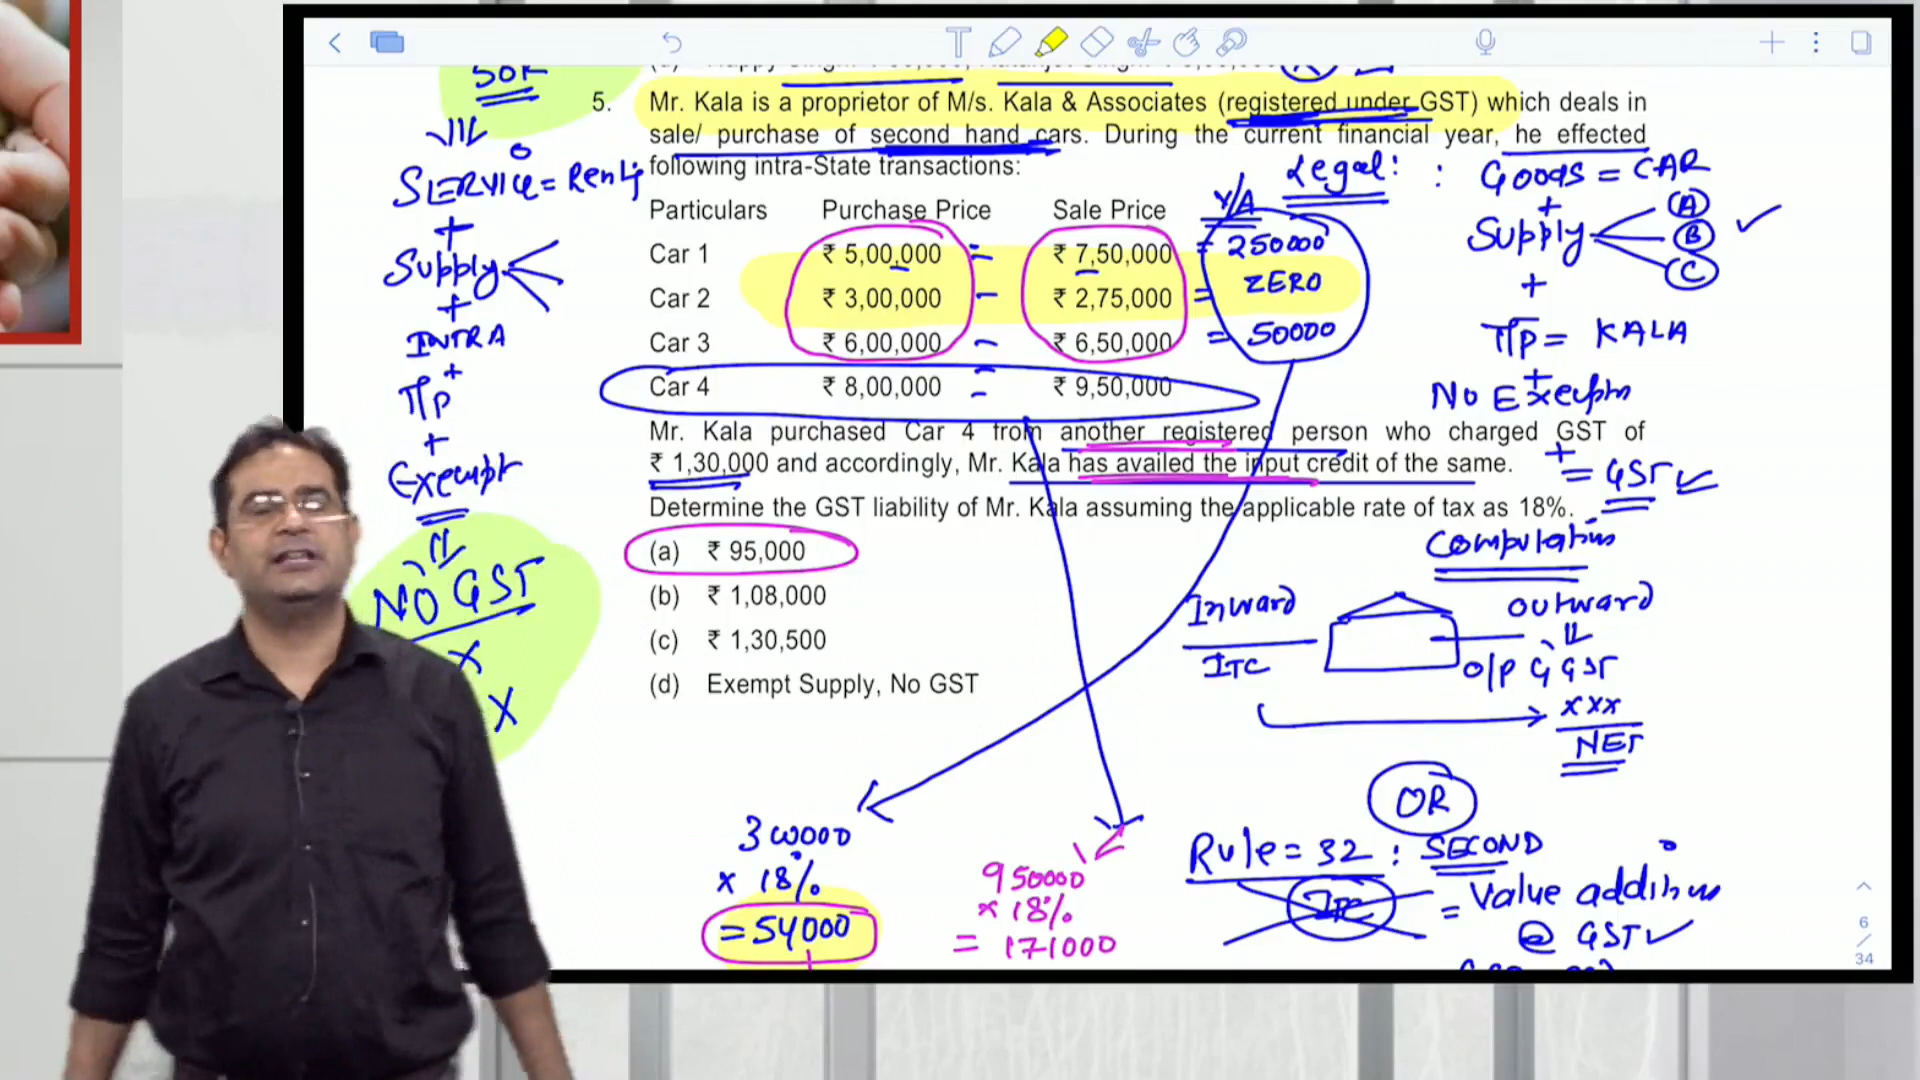 SOR
5. Mr. Kala is a proprietor of M/s. Kala & Associates (registered under GST) which deals in
sale/ purchase of second hand cars. During the current financial year, he effected
following intra-State transactions:
Particulars Purchase Price Sale Price
Car 1 ₹ 5,00,000 = ₹ 7,50,000 = 250000
Car 2 ₹ 3,00,000 - ₹ 2,75,000 = ZERO
Car 3 ₹ 6,00,000 - ₹ 6,50,000 = 50000
Car 4 ₹ 8,00,000 = ₹ 9,50,000
Mr. Kala purchased Car 4 from another registered person who charged GST of
₹ 1,30,000 and accordingly, Mr. Kala has availed the input credit of the same.
Determine the GST liability of Mr. Kala assuming the applicable rate of tax as 18%.
(a) ₹ 95,000
(b) ₹ 1,08,000
(c) ₹ 1,30,500
(d) Exempt Supply, No GST
+
Supply
+
INTRA
+
TP
+
Exempt
NO GST
X
X
V/A
Legal: : Goods = CAR
+
Supply
A
B
C
+
TP = KALA
+
= GST
Computation
Inward
ITC
outward
O/P G GST
xxx
NET
OR
Rule = 32 : SECOND
ITC
=
@ GST
300000
x 18%
= 54000
950000
x 18%
= 171000
6
/
34